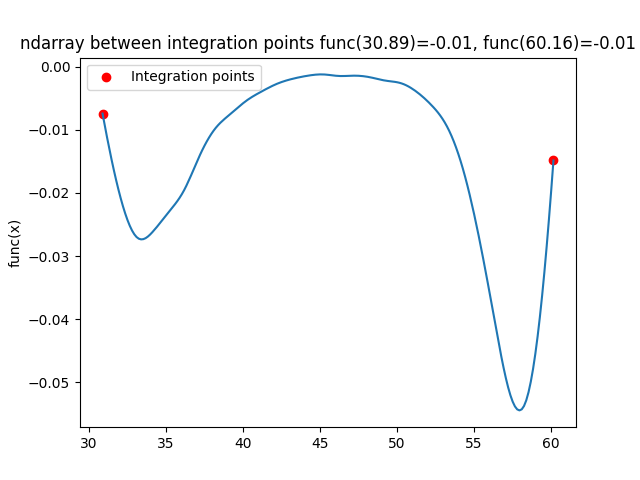 ndarray between integration points func(30.89)=-0.01, func(60.16)=-0.01
Integration points
func(x)
0.00
−0.01
−0.02
−0.03
−0.04
−0.05
30 35 40 45 50 55 60